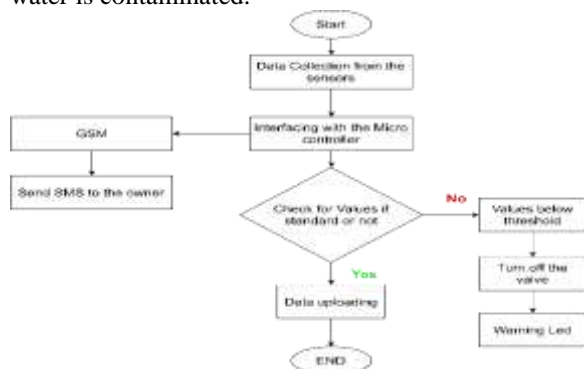 water is contaminated.
Start
Data Collection from the
sensors
GSM
Interfacing with the Micro
controller
Send SMS to the owner
Check for Values if
standard or not
No
Values below
threshold
Yes
Turn off the
valve
Data uploading
Warning Led
END